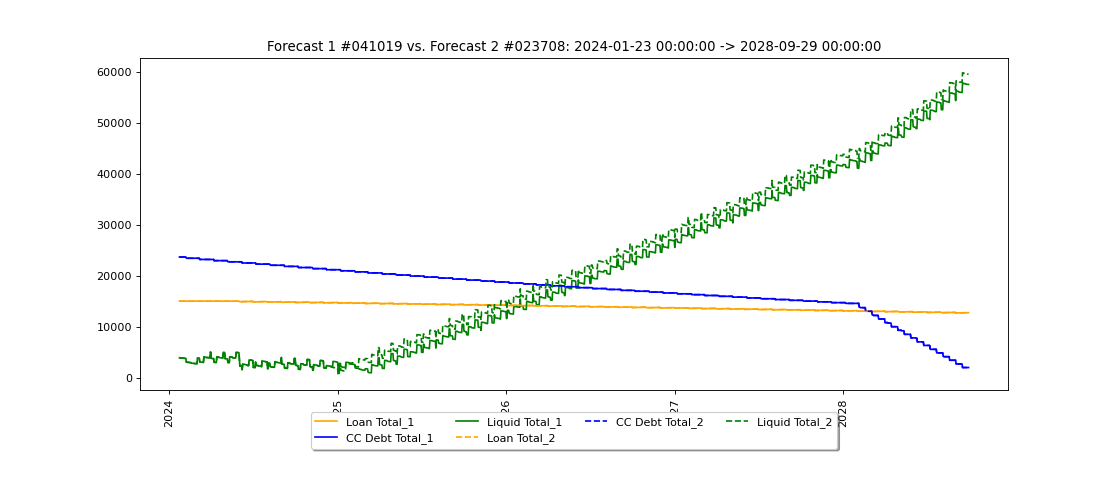 Forecast 1 #041019 vs. Forecast 2 #023708: 2024-01-23 00:00:00 -> 2028-09-29 00:00:00
60000
50000
40000
30000
20000
10000
0
2024
25
26
27
2028
Loan Total_1
Liquid Total_1
CC Debt Total_2
Liquid Total_2
CC Debt Total_1
Loan Total_2